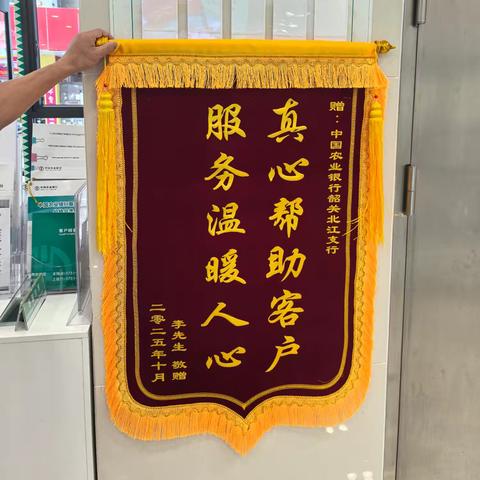 赠：中国农业银行韶关北江支行
真心帮助客户
服务温暖人心
李先生 敬赠
二零二五年十月